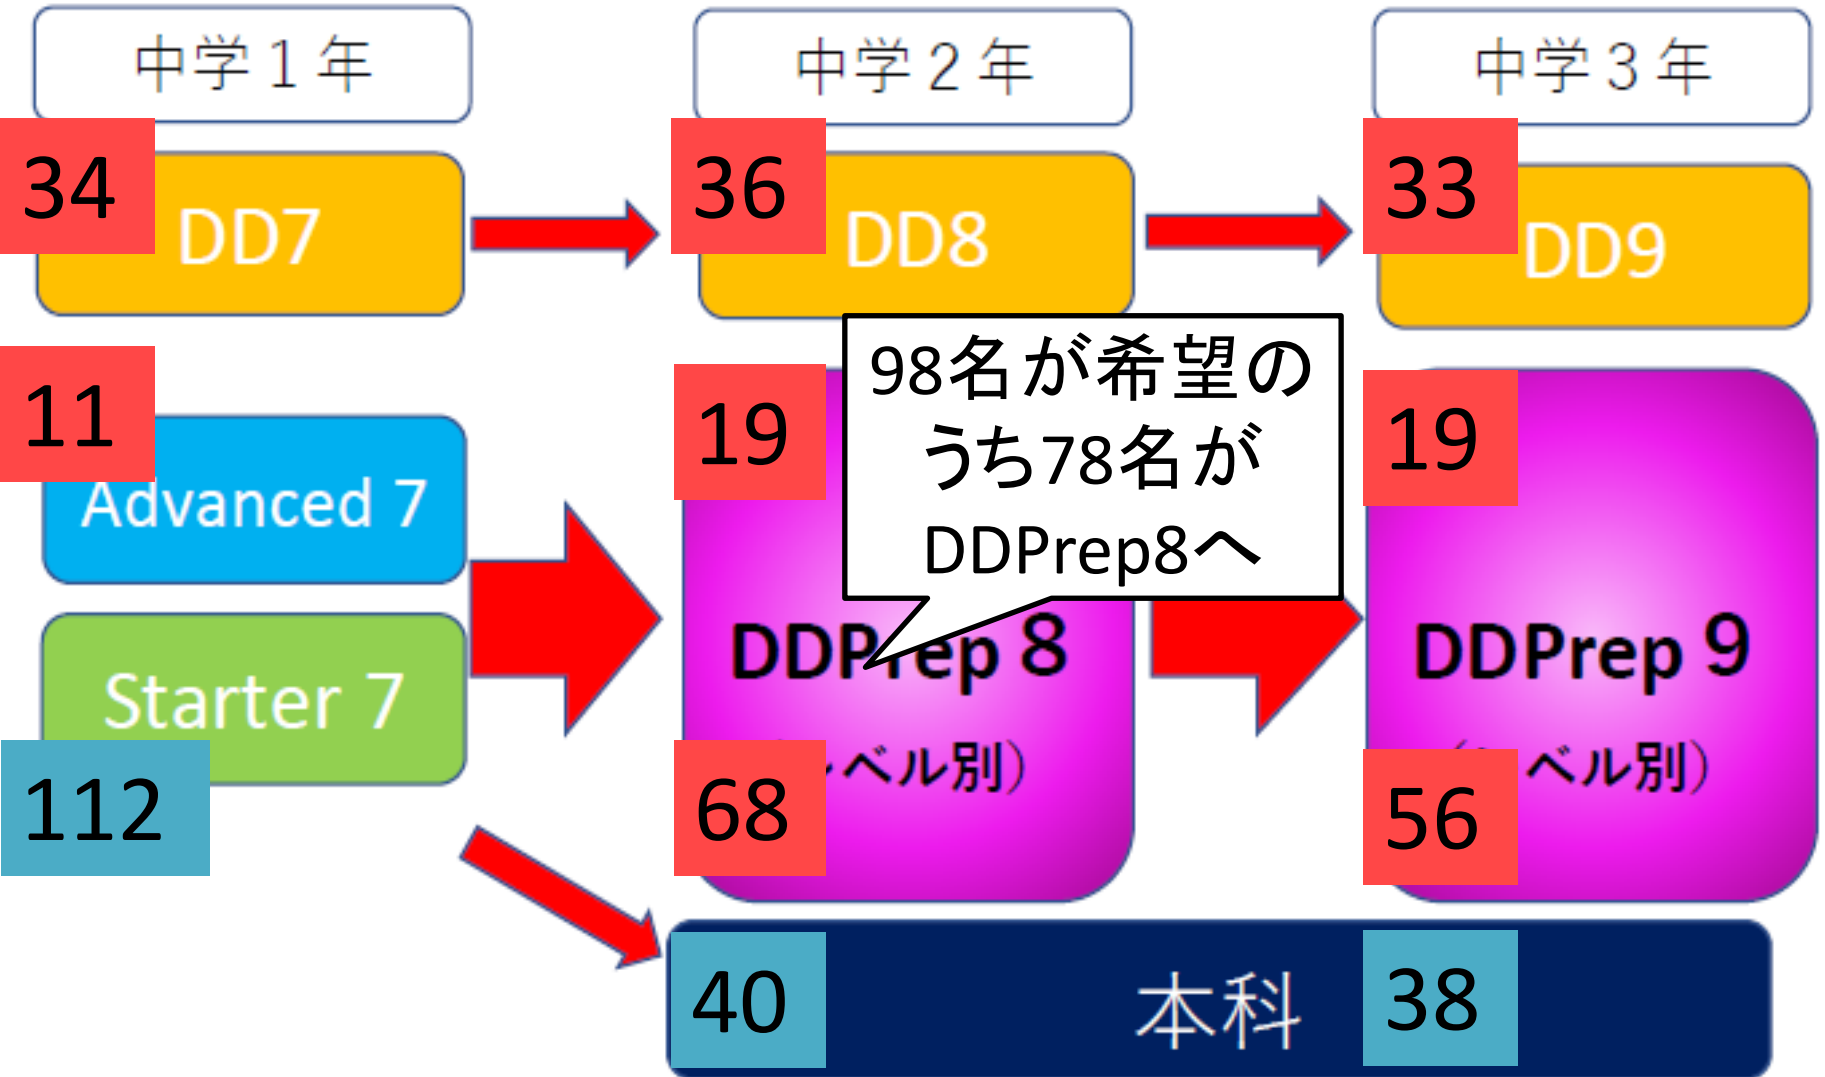 中学１年
中学２年
中学３年
34
DD7
36
DD8
33
DD9
11
Advanced 7
Starter 7
112
19
98名が希望の
うち78名が
DDPrep8へ
DDPrep 8
ベル別）
68
19
DDPrep 9
ベル別）
56
40
本科
38